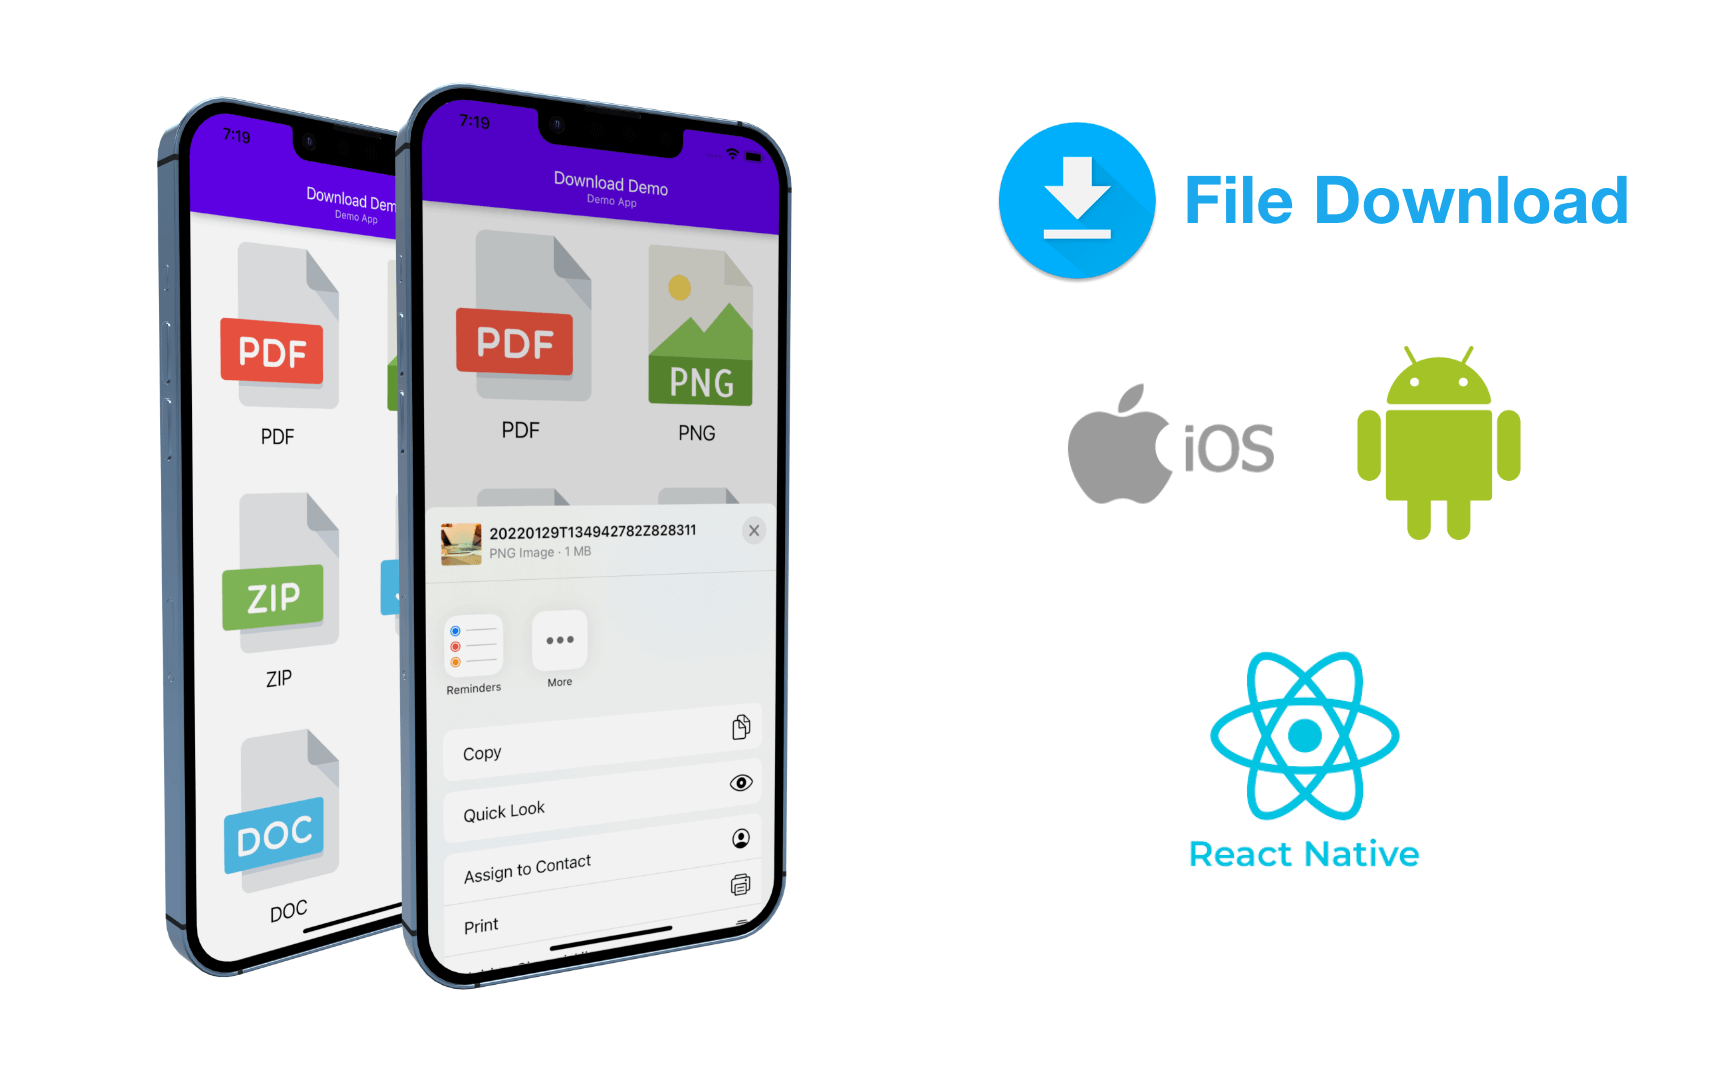 7:19
Download Dem
Demo App
PDF
PDF
ZIP
ZIP
DOC
DOC
7:19
Download Demo
Demo App
PDF
PNG
PDF
PNG
20220129T134942782Z828311
PNG Image · 1 MB
Reminders
More
Copy
Quick Look
Assign to Contact
Print
File Download
iOS
React Native